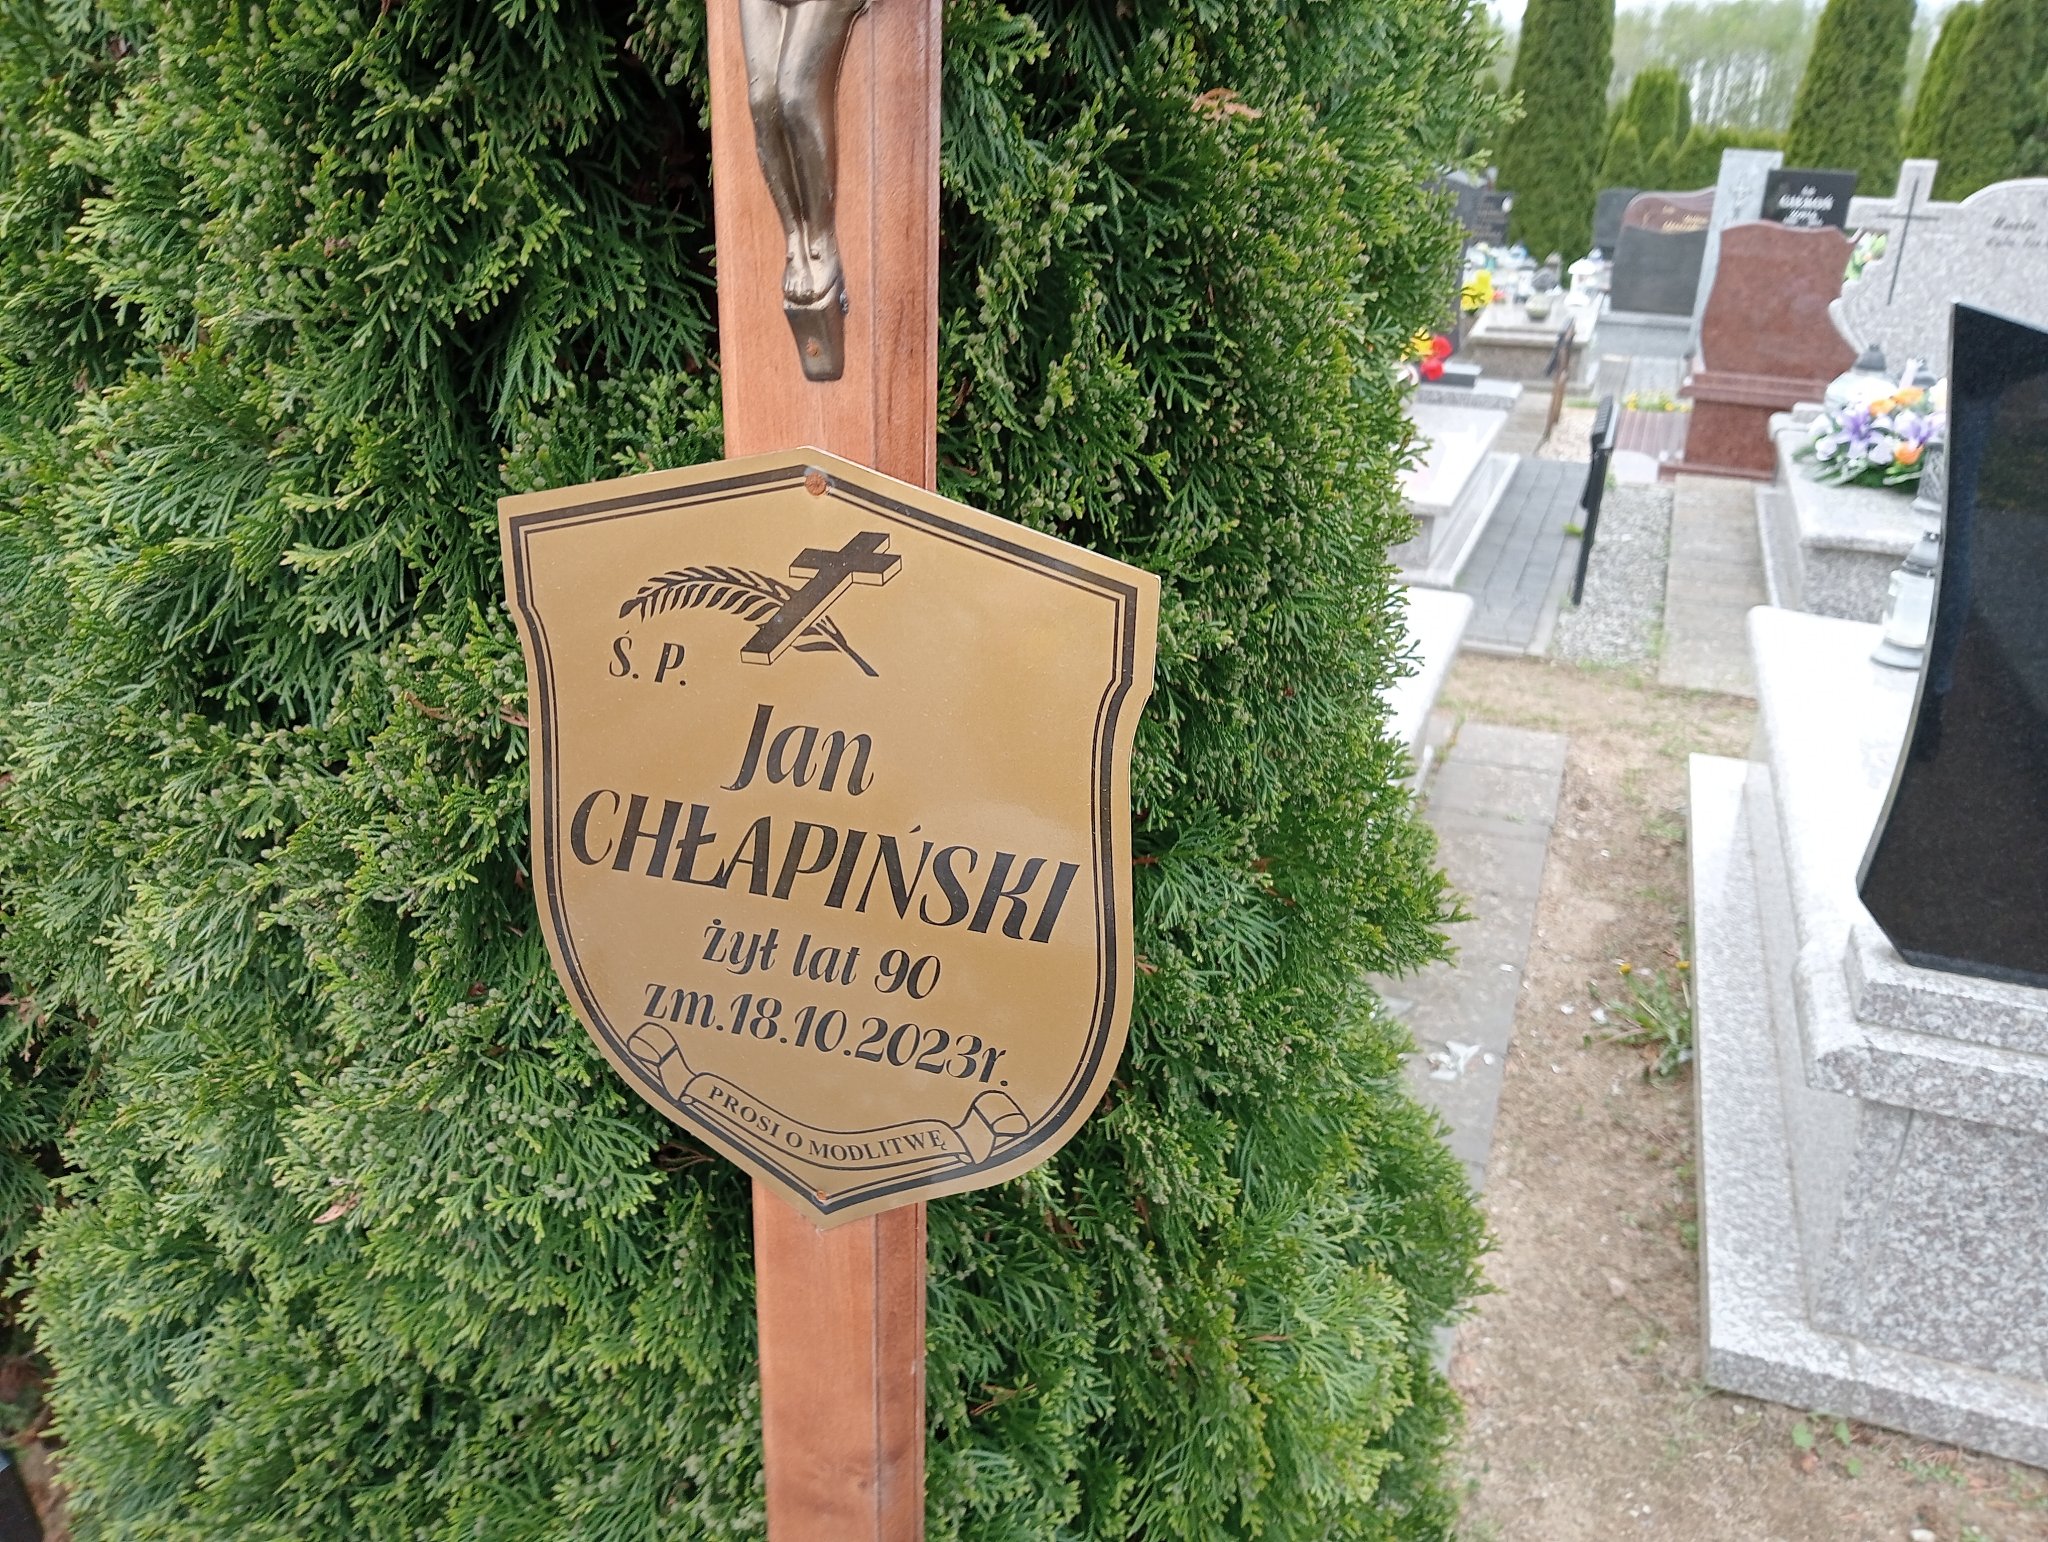 Ś. P.
Jan
CHŁAPIŃSKI
żył lat 90
zm.18.10.2023r.
PROSI O MODLITWĘ